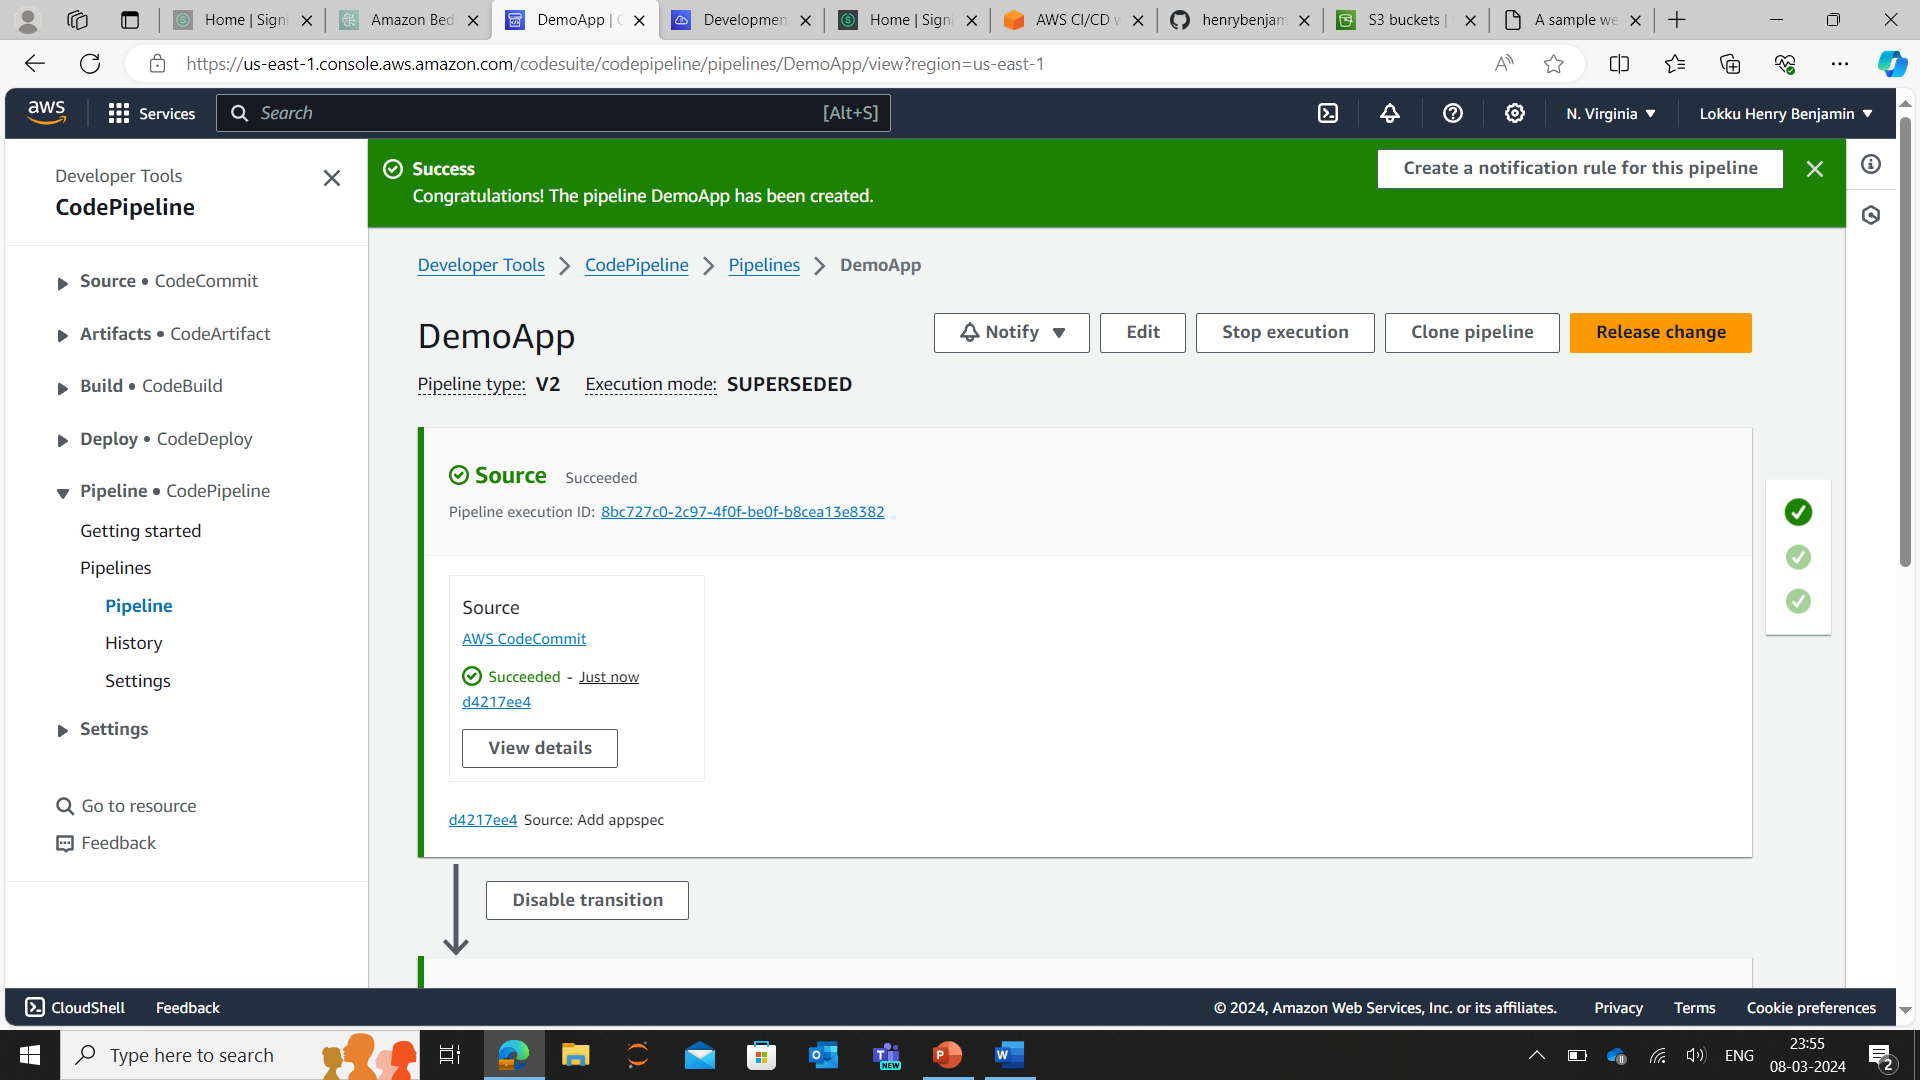 Home | Signi
Amazon Bed
DemoApp | C
Developmen
Home | Signi
AWS CI/CD w
henrybenjam
S3 buckets |
A sample we
https://us-east-1.console.aws.amazon.com/codesuite/codepipeline/pipelines/DemoApp/view?region=us-east-1
aws
Services
Search
[Alt+S]
N. Virginia
Lokku Henry Benjamin
Developer Tools
CodePipeline
Source • CodeCommit
Artifacts • CodeArtifact
Build • CodeBuild
Deploy • CodeDeploy
Pipeline • CodePipeline
Getting started
Pipelines
Pipeline
History
Settings
Settings
Go to resource
Feedback
Success
Congratulations! The pipeline DemoApp has been created.
Create a notification rule for this pipeline
Developer Tools
CodePipeline
Pipelines
DemoApp
DemoApp
Notify
Edit
Stop execution
Clone pipeline
Release change
Pipeline type: V2
Execution mode: SUPERSEDED
Source Succeeded
Pipeline execution ID: 8bc727c0-2c97-4f0f-be0f-b8cea13e8382
Source
AWS CodeCommit
Succeeded - Just now
d4217ee4
View details
d4217ee4 Source: Add appspec
Disable transition
CloudShell
Feedback
© 2024, Amazon Web Services, Inc. or its affiliates.
Privacy
Terms
Cookie preferences
Type here to search
NEW
ENG
23:55
08-03-2024
2